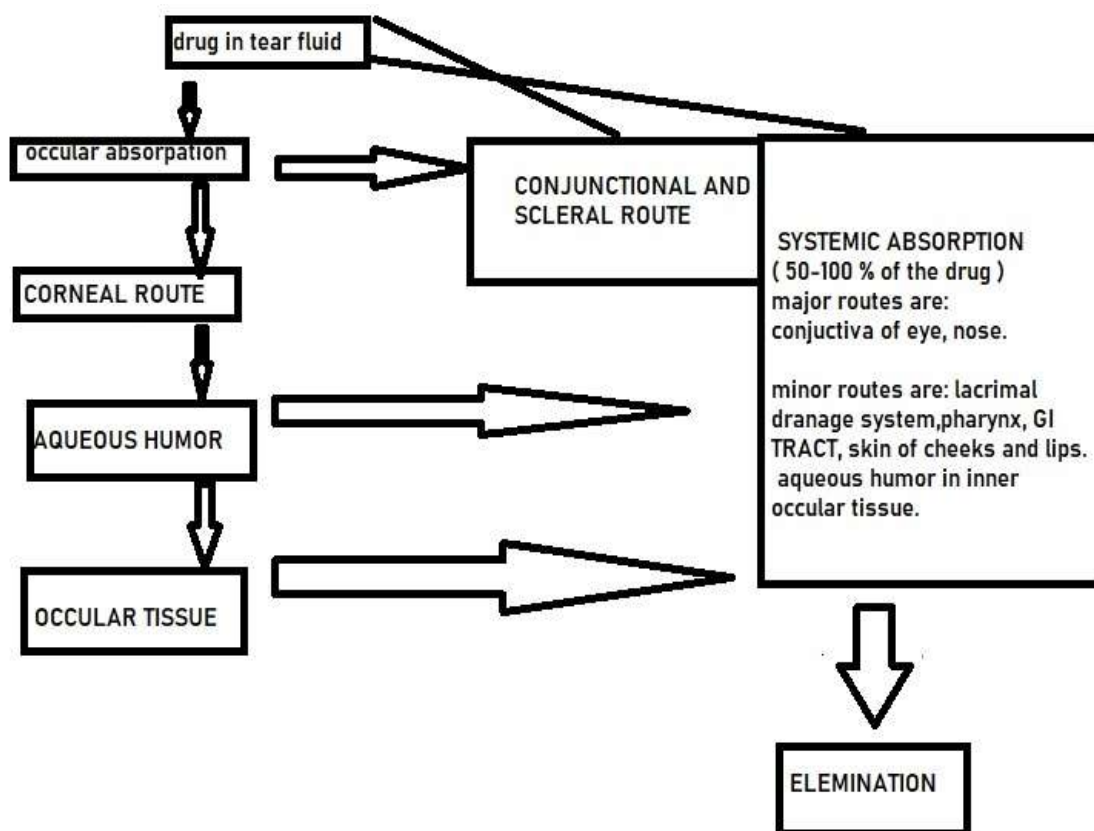 drug in tear fluid
occular absorpation
CONJUNCTIONAL AND
SCLERAL ROUTE
CORNEAL ROUTE
AQUEOUS HUMOR
OCCULAR TISSUE
SYSTEMIC ABSORPTION
( 50-100 % of the drug )
major routes are:
conjuctiva of eye, nose.
minor routes are: lacrimal
dranage system,pharynx, GI
TRACT, skin of cheeks and lips.
aqueous humor in inner
occular tissue.
ELEMINATION